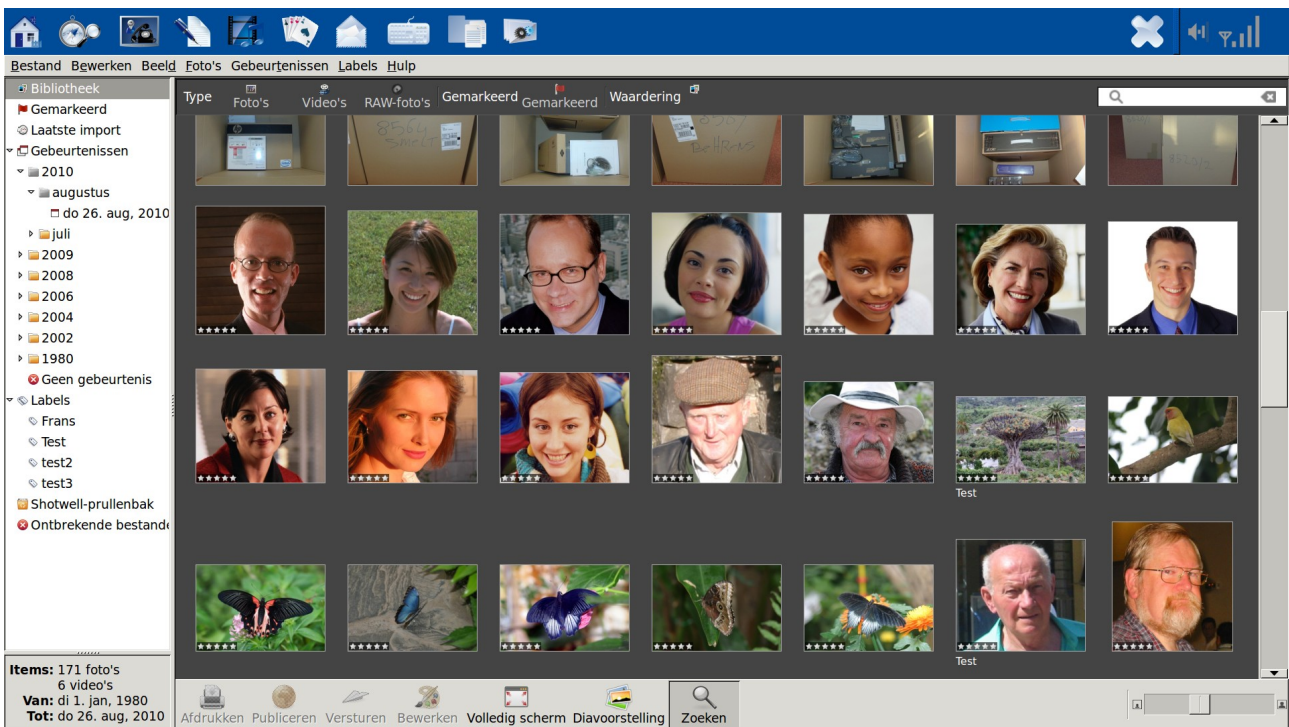 Bestand Bewerken Beeld Foto's Gebeurtenissen Labels Hulp
Bibliotheek
Gemarkeerd
Laatste import
Gebeurtenissen
2010
augustus
do 26. aug, 2010
juli
2009
2008
2006
2004
2002
1980
Geen gebeurtenis
Labels
Frans
Test
test2
test3
Shotwell-prullenbak
Ontbrekende bestande
Items: 171 foto's
6 video's
Van: di 1. jan, 1980
Tot: do 26. aug, 2010
Type Foto's Video's RAW-foto's Gemarkeerd Gemarkeerd Waardering
8564
Test
Test
Afdrukken Publiceren Versturen Bewerken Volledig scherm Diavoorstelling Zoeken